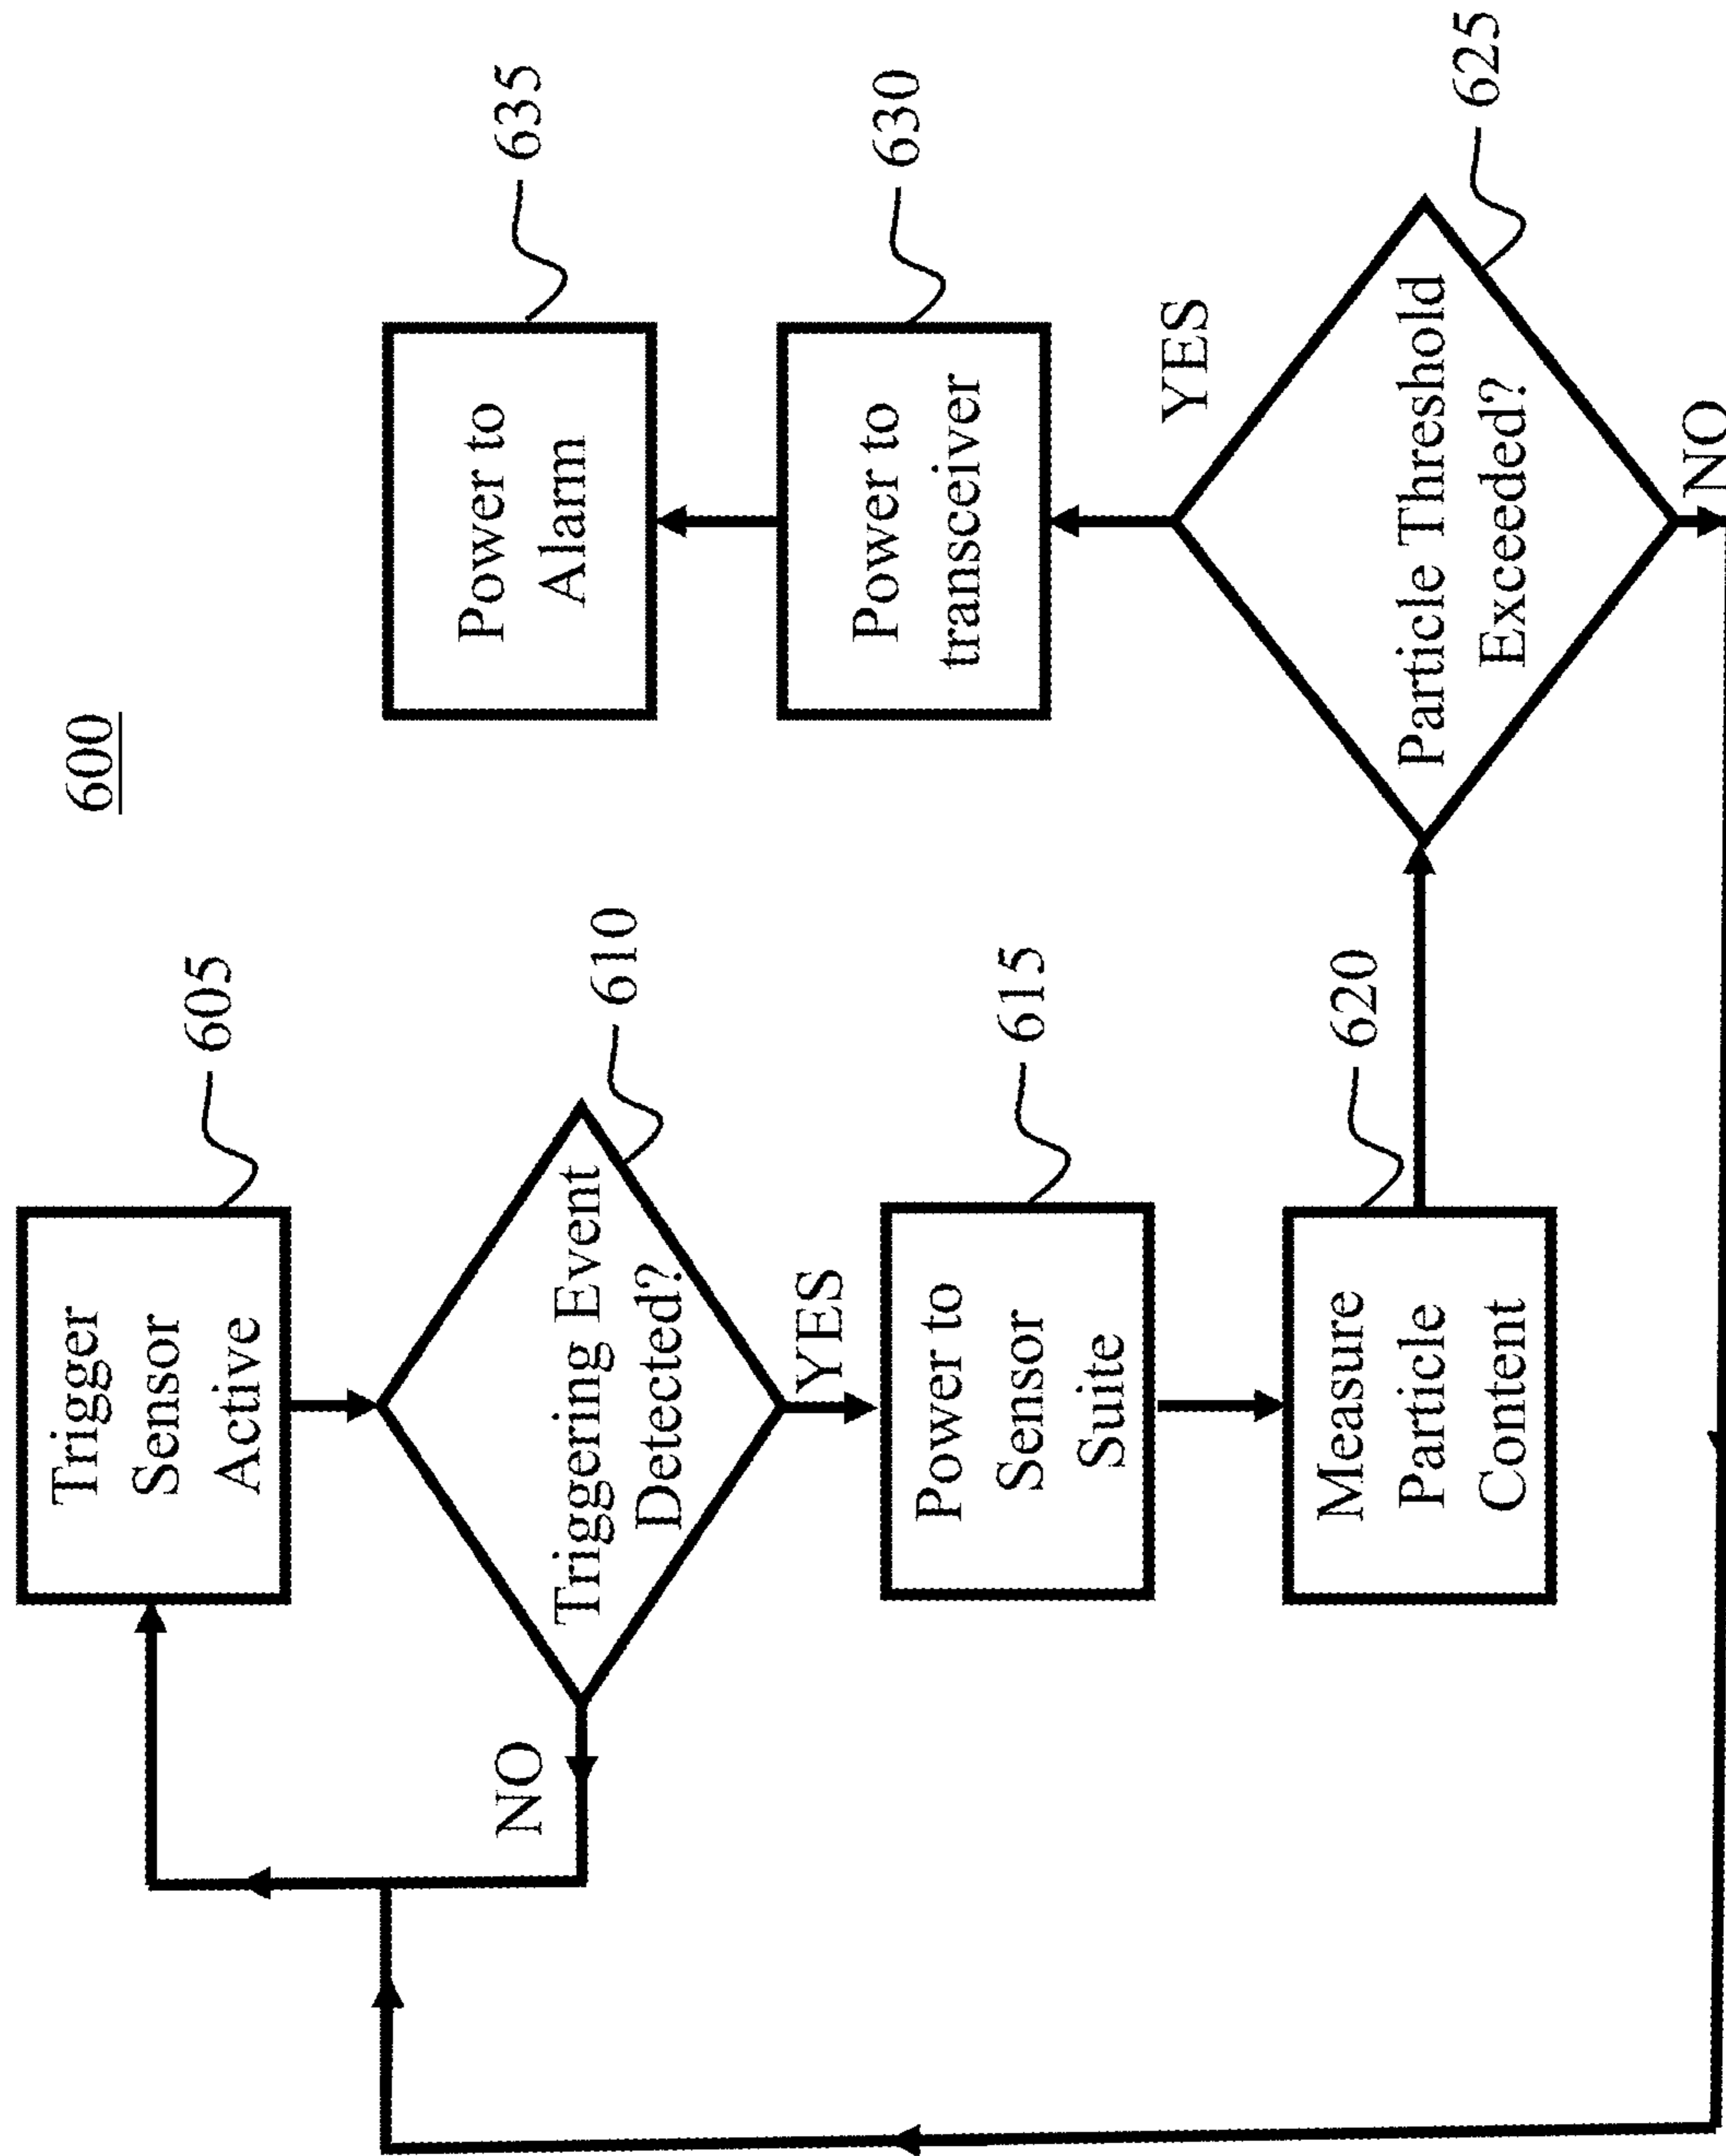 600
Trigger
Sensor
Active
605
Triggering Event
Detected?
610
NO
YES
Power to
Sensor
Suite
615
Measure
Particle
Content
620
Particle Threshold
Exceeded?
625
YES
NO
Power to
transceiver
630
Power to
Alarm
635